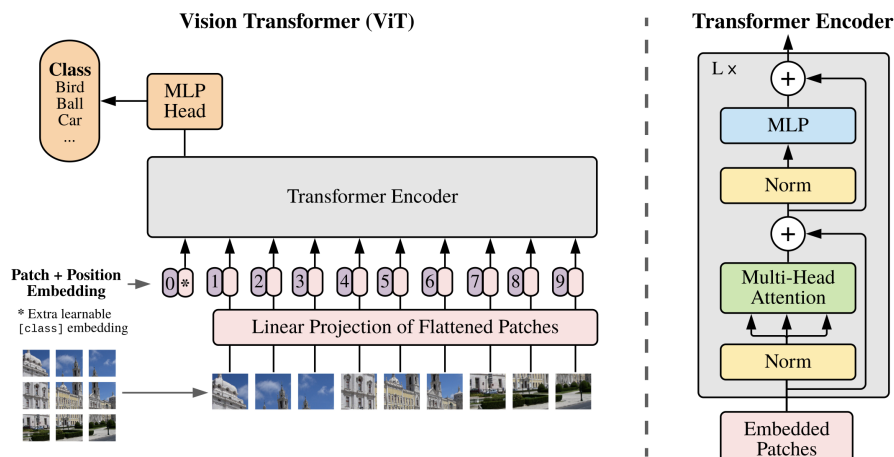 Vision Transformer (ViT)
Class
Bird
Ball
Car
...
MLP
Head
Transformer Encoder
Patch + Position
Embedding
* Extra learnable
[class] embedding
0 * 1 2 3 4 5 6 7 8 9
Linear Projection of Flattened Patches
Transformer Encoder
L x
+
MLP
Norm
+
Multi-Head
Attention
Norm
Embedded
Patches